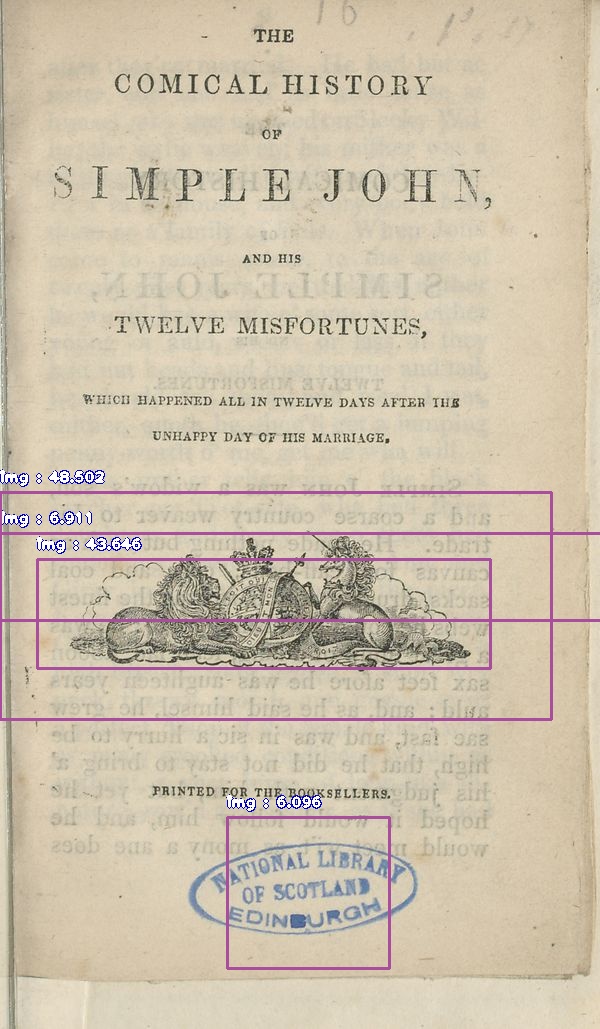 THE
COMICAL HISTORY
OF
SIMPLE JOHN,
AND HIS
TWELVE MISFORTUNES,
WHICH HAPPENED ALL IN TWELVE DAYS AFTER THE
UNHAPPY DAY OF HIS MARRIAGE.
img : 48.502
img : 6.911
img : 43.646
PRINTED FOR THE BOOKSELLERS.
img : 6.096
NATIONAL LIBRARY
OF SCOTLAND
EDINBURGH